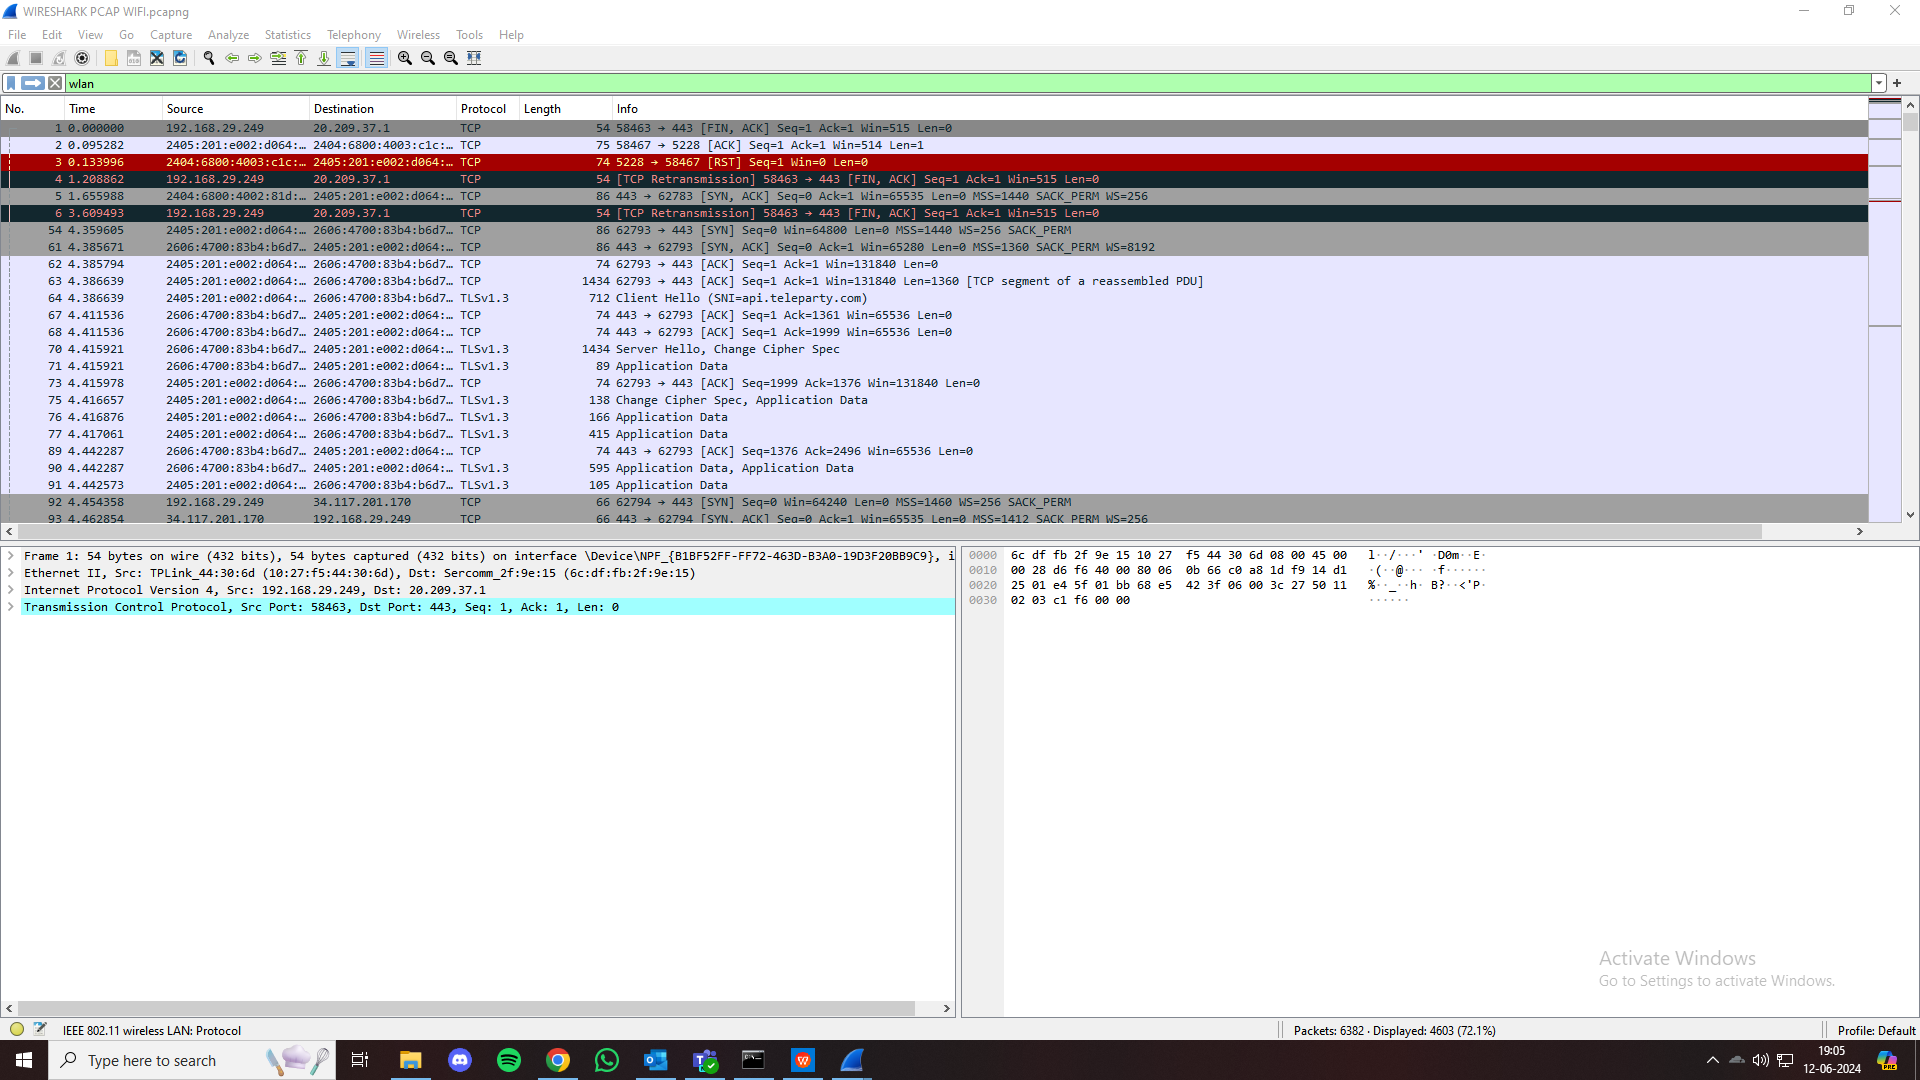 WIRESHARK PCAP WIFI.pcapng
File Edit View Go Capture Analyze Statistics Telephony Wireless Tools Help
wlan
No. Time Source Destination Protocol Length Info
1 0.000000 192.168.29.249 20.209.37.1 TCP 54 58463 → 443 [FIN, ACK] Seq=1 Ack=1 Win=515 Len=0
2 0.095282 2405:201:e002:d064:… 2404:6800:4003:c1c:… TCP 75 58467 → 5228 [ACK] Seq=1 Ack=1 Win=514 Len=1
3 0.133996 2404:6800:4003:c1c:… 2405:201:e002:d064:… TCP 74 5228 → 58467 [RST] Seq=1 Win=0 Len=0
4 1.208862 192.168.29.249 20.209.37.1 TCP 54 [TCP Retransmission] 58463 → 443 [FIN, ACK] Seq=1 Ack=1 Win=515 Len=0
5 1.655988 2404:6800:4002:81d:… 2405:201:e002:d064:… TCP 86 443 → 62783 [SYN, ACK] Seq=0 Ack=1 Win=65535 Len=0 MSS=1440 SACK_PERM WS=256
6 3.609493 192.168.29.249 20.209.37.1 TCP 54 [TCP Retransmission] 58463 → 443 [FIN, ACK] Seq=1 Ack=1 Win=515 Len=0
54 4.359605 2405:201:e002:d064:… 2606:4700:83b4:b6d7… TCP 86 62793 → 443 [SYN] Seq=0 Win=64800 Len=0 MSS=1440 WS=256 SACK_PERM
61 4.385671 2606:4700:83b4:b6d7… 2405:201:e002:d064:… TCP 86 443 → 62793 [SYN, ACK] Seq=0 Ack=1 Win=65280 Len=0 MSS=1360 SACK_PERM WS=8192
62 4.385794 2405:201:e002:d064:… 2606:4700:83b4:b6d7… TCP 74 62793 → 443 [ACK] Seq=1 Ack=1 Win=131840 Len=0
63 4.386639 2405:201:e002:d064:… 2606:4700:83b4:b6d7… TCP 1434 62793 → 443 [ACK] Seq=1 Ack=1 Win=131840 Len=1360 [TCP segment of a reassembled PDU]
64 4.386639 2405:201:e002:d064:… 2606:4700:83b4:b6d7… TLSv1.3 712 Client Hello (SNI=api.teleparty.com)
67 4.411536 2606:4700:83b4:b6d7… 2405:201:e002:d064:… TCP 74 443 → 62793 [ACK] Seq=1 Ack=1361 Win=65536 Len=0
68 4.411536 2606:4700:83b4:b6d7… 2405:201:e002:d064:… TCP 74 443 → 62793 [ACK] Seq=1 Ack=1999 Win=65536 Len=0
70 4.415921 2606:4700:83b4:b6d7… 2405:201:e002:d064:… TLSv1.3 1434 Server Hello, Change Cipher Spec
71 4.415921 2606:4700:83b4:b6d7… 2405:201:e002:d064:… TLSv1.3 89 Application Data
73 4.415978 2405:201:e002:d064:… 2606:4700:83b4:b6d7… TCP 74 62793 → 443 [ACK] Seq=1999 Ack=1376 Win=131840 Len=0
75 4.416657 2405:201:e002:d064:… 2606:4700:83b4:b6d7… TLSv1.3 138 Change Cipher Spec, Application Data
76 4.416876 2405:201:e002:d064:… 2606:4700:83b4:b6d7… TLSv1.3 166 Application Data
77 4.417061 2405:201:e002:d064:… 2606:4700:83b4:b6d7… TLSv1.3 415 Application Data
89 4.442287 2606:4700:83b4:b6d7… 2405:201:e002:d064:… TCP 74 443 → 62793 [ACK] Seq=1376 Ack=2496 Win=65536 Len=0
90 4.442287 2606:4700:83b4:b6d7… 2405:201:e002:d064:… TLSv1.3 595 Application Data, Application Data
91 4.442573 2405:201:e002:d064:… 2606:4700:83b4:b6d7… TLSv1.3 105 Application Data
92 4.454358 192.168.29.249 34.117.201.170 TCP 66 62794 → 443 [SYN] Seq=0 Win=64240 Len=0 MSS=1460 WS=256 SACK_PERM
93 4.462854 34.117.201.170 192.168.29.249 TCP 66 443 → 62794 [SYN, ACK] Seq=0 Ack=1 Win=65535 Len=0 MSS=1412 SACK_PERM WS=256
Frame 1: 54 bytes on wire (432 bits), 54 bytes captured (432 bits) on interface \Device\NPF_{B1BF52FF-FF72-463D-B3A0-19D3F20BB9C9}, i
Ethernet II, Src: TPLink_44:30:6d (10:27:f5:44:30:6d), Dst: Sercomm_2f:9e:15 (6c:df:fb:2f:9e:15)
Internet Protocol Version 4, Src: 192.168.29.249, Dst: 20.209.37.1
Transmission Control Protocol, Src Port: 58463, Dst Port: 443, Seq: 1, Ack: 1, Len: 0
0000 6c df fb 2f 9e 15 10 27 f5 44 30 6d 08 00 45 00 l··/···' ·D0m··E·
0010 00 28 d6 f6 40 00 80 06 0b 66 c0 a8 1d f9 14 d1 ·(··@··· ·f······
0020 25 01 e4 5f 01 bb 68 e5 42 3f 06 00 3c 27 50 11 %··_··h· B?··<'P·
0030 02 03 c1 f6 00 00 ······
Activate Windows
Go to Settings to activate Windows.
IEEE 802.11 wireless LAN: Protocol
Packets: 6382 · Displayed: 4603 (72.1%)
Profile: Default
Type here to search
19:05
12-06-2024